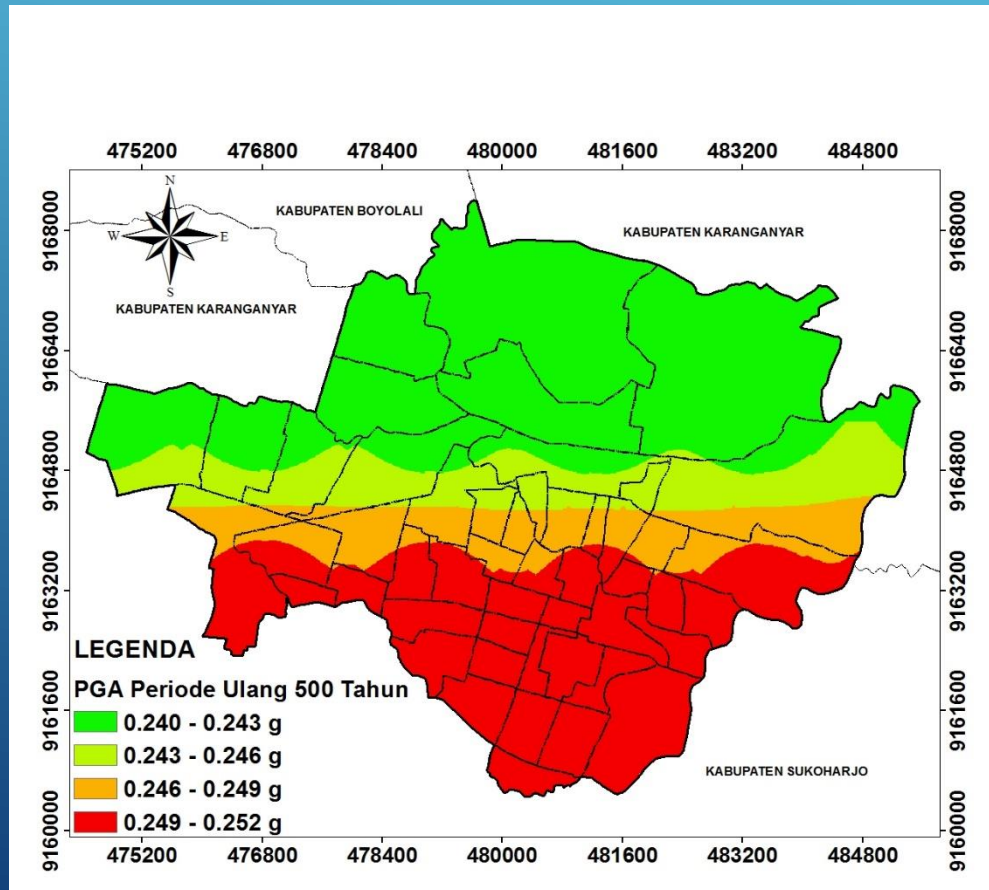 475200 476800 478400 480000 481600 483200 484800
N
W E
S
KABUPATEN BOYOLALI
KABUPATEN KARANGANYAR
KABUPATEN KARANGANYAR
9168000 9168000
9166400 9166400
9164800 9164800
9163200 9163200
9161600 9161600
9160000 9160000
LEGENDA
PGA Periode Ulang 500 Tahun
0.240 - 0.243 g
0.243 - 0.246 g
0.246 - 0.249 g
0.249 - 0.252 g
KABUPATEN SUKOHARJO
475200 476800 478400 480000 481600 483200 484800